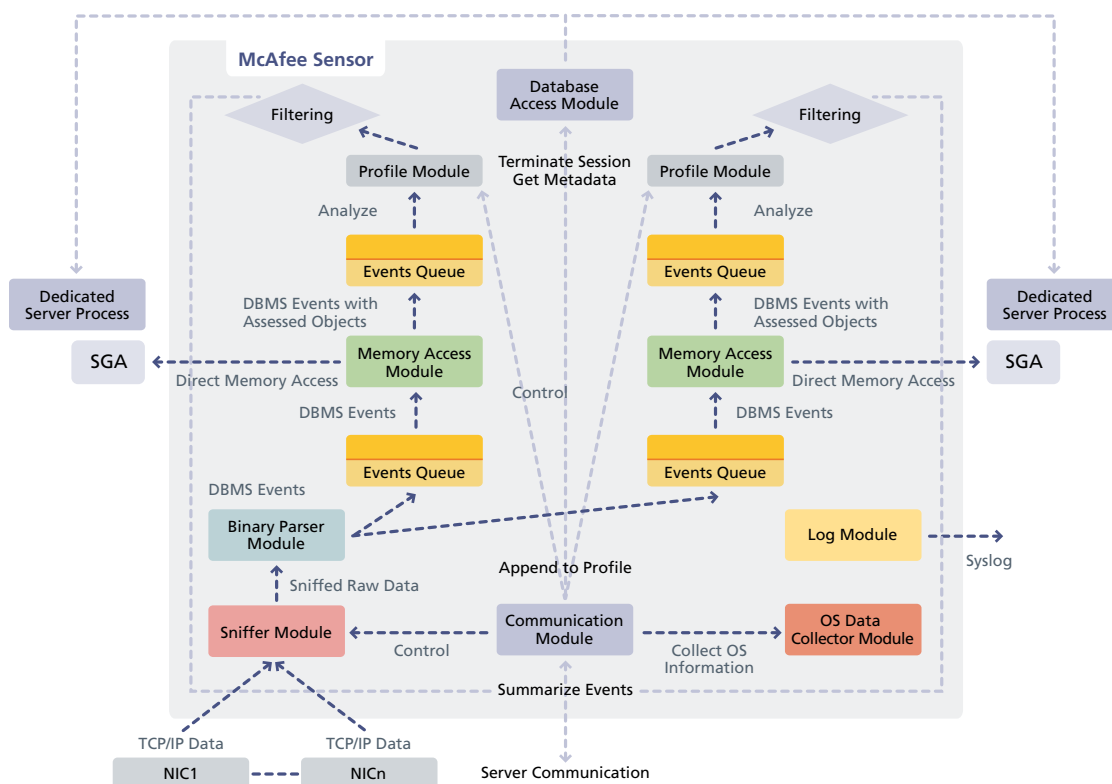 McAfee Sensor
Database
Access Module
Filtering
Filtering
Profile Module
Terminate Session
Get Metadata
Profile Module
Analyze
Analyze
Events Queue
Events Queue
Dedicated
Server Process
DBMS Events with
Assessed Objects
DBMS Events with
Assessed Objects
Dedicated
Server Process
SGA
Memory Access
Module
Memory Access
Module
SGA
Direct Memory Access
Control
Direct Memory Access
DBMS Events
DBMS Events
Events Queue
Events Queue
DBMS Events
Binary Parser
Module
Log Module
Syslog
Append to Profile
Sniffed Raw Data
Sniffer Module
Communication
Module
OS Data
Collector Module
Control
Collect OS
Information
Summarize Events
TCP/IP Data
TCP/IP Data
NIC1
NICn
Server Communication